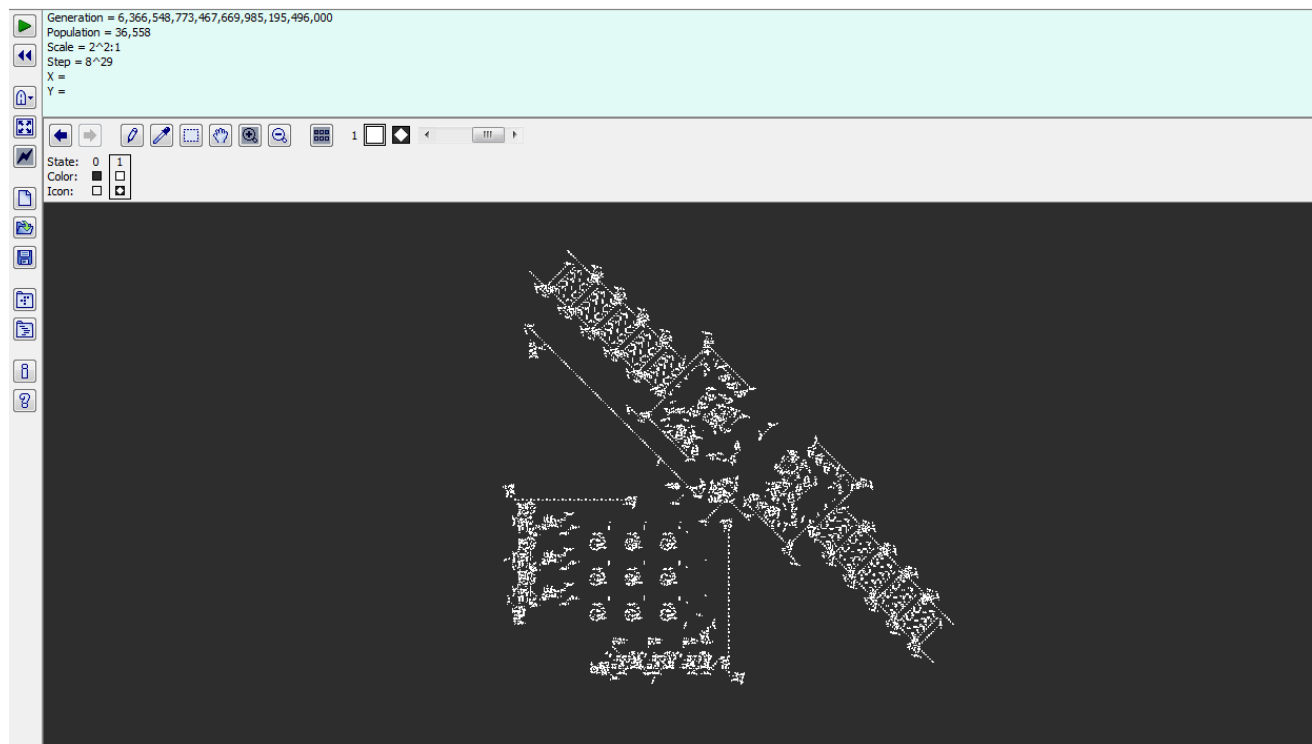 Generation = 6,366,548,773,467,669,985,195,496,000
Population = 36,558
Scale = 2^2:1
Step = 8^29
X =
Y =
1
State: 0 1
Color:
Icon: